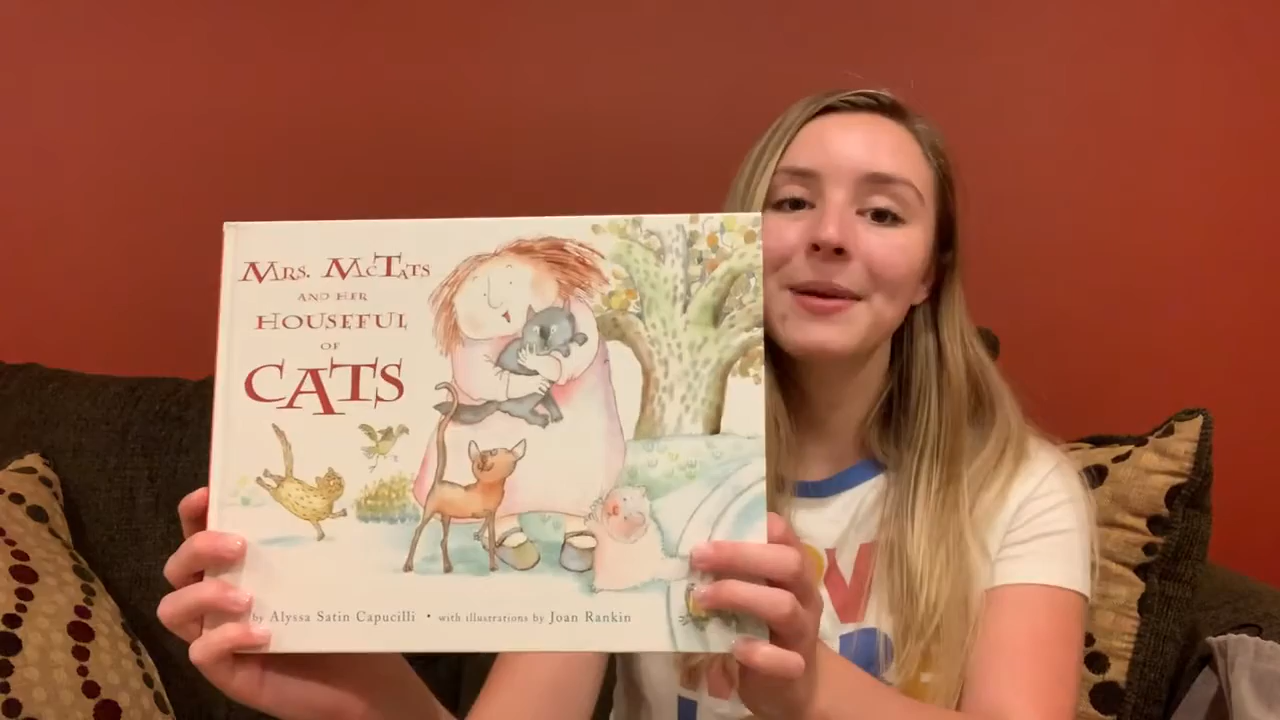 Mrs. McTats
and her
Houseful
of
Cats
by Alyssa Satin Capucilli • with illustrations by Joan Rankin